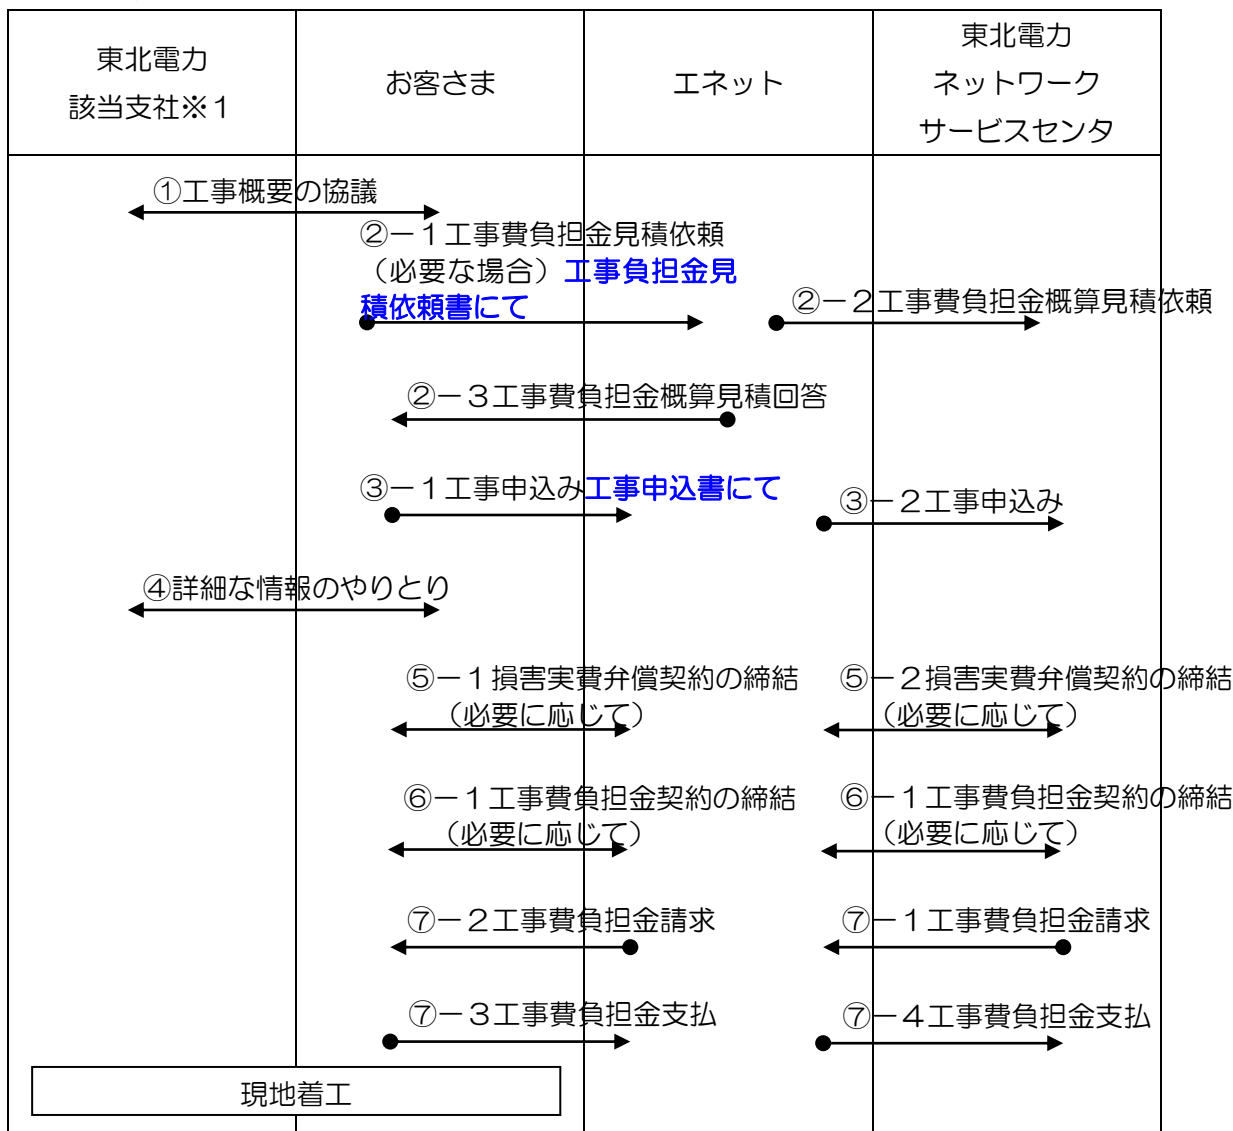 東北電力
該当支社※１
お客さま
エネット
東北電力
ネットワーク
サービスセンタ
①工事概要の協議
②－１工事費負担金見積依頼
（必要な場合）工事負担金見
積依頼書にて
②－２工事費負担金概算見積依頼
②－３工事費負担金概算見積回答
③－１工事申込み工事申込書にて
③－２工事申込み
④詳細な情報のやりとり
⑤－１損害実費弁償契約の締結
（必要に応じて）
⑤－２損害実費弁償契約の締結
（必要に応じて）
⑥－１工事費負担金契約の締結
（必要に応じて）
⑥－１工事費負担金契約の締結
（必要に応じて）
⑦－２工事費負担金請求
⑦－１工事費負担金請求
⑦－３工事費負担金支払
⑦－４工事費負担金支払
現地着工